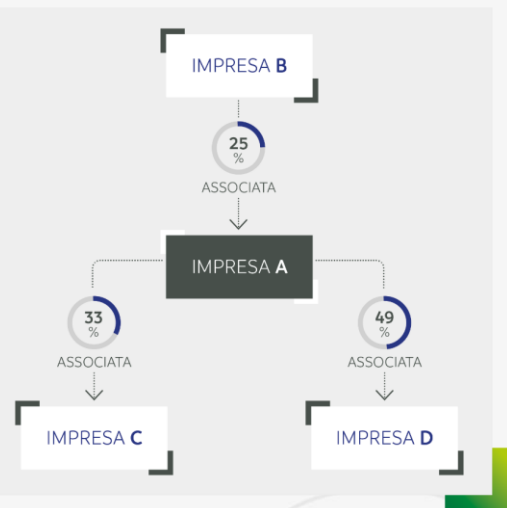 IMPRESA B
25
%
ASSOCIATA
IMPRESA A
33
%
ASSOCIATA
49
%
ASSOCIATA
IMPRESA C
IMPRESA D